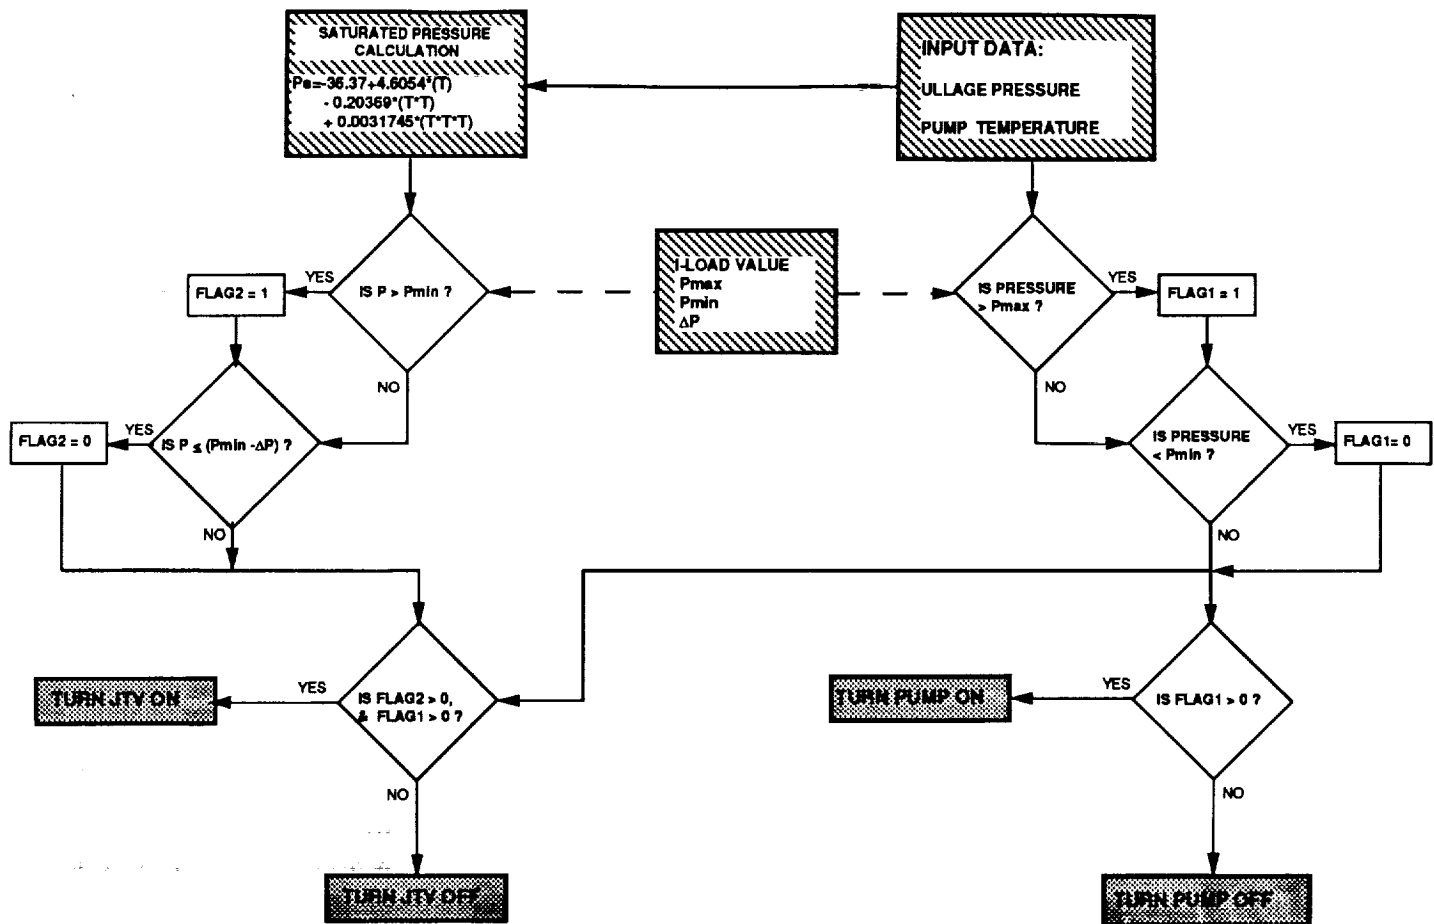 SATURATED PRESSURE
CALCULATION
Ps=-36.37+4.6054*(T)
- 0.20369*(T*T)
+ 0.0031745*(T*T*T)
INPUT DATA:
ULLAGE PRESSURE
PUMP TEMPERATURE
I-LOAD VALUE
Pmax
Pmin
ΔP
IS P > Pmin ?
YES
NO
FLAG2 = 1
IS P ≤ (Pmin -ΔP) ?
YES
NO
FLAG2 = 0
IS PRESSURE
> Pmax ?
YES
NO
FLAG1 = 1
IS PRESSURE
< Pmin ?
YES
NO
FLAG1= 0
IS FLAG2 > 0,
& FLAG1 > 0 ?
YES
NO
TURN JTV ON
TURN JTV OFF
IS FLAG1 > 0 ?
YES
NO
TURN PUMP ON
TURN PUMP OFF